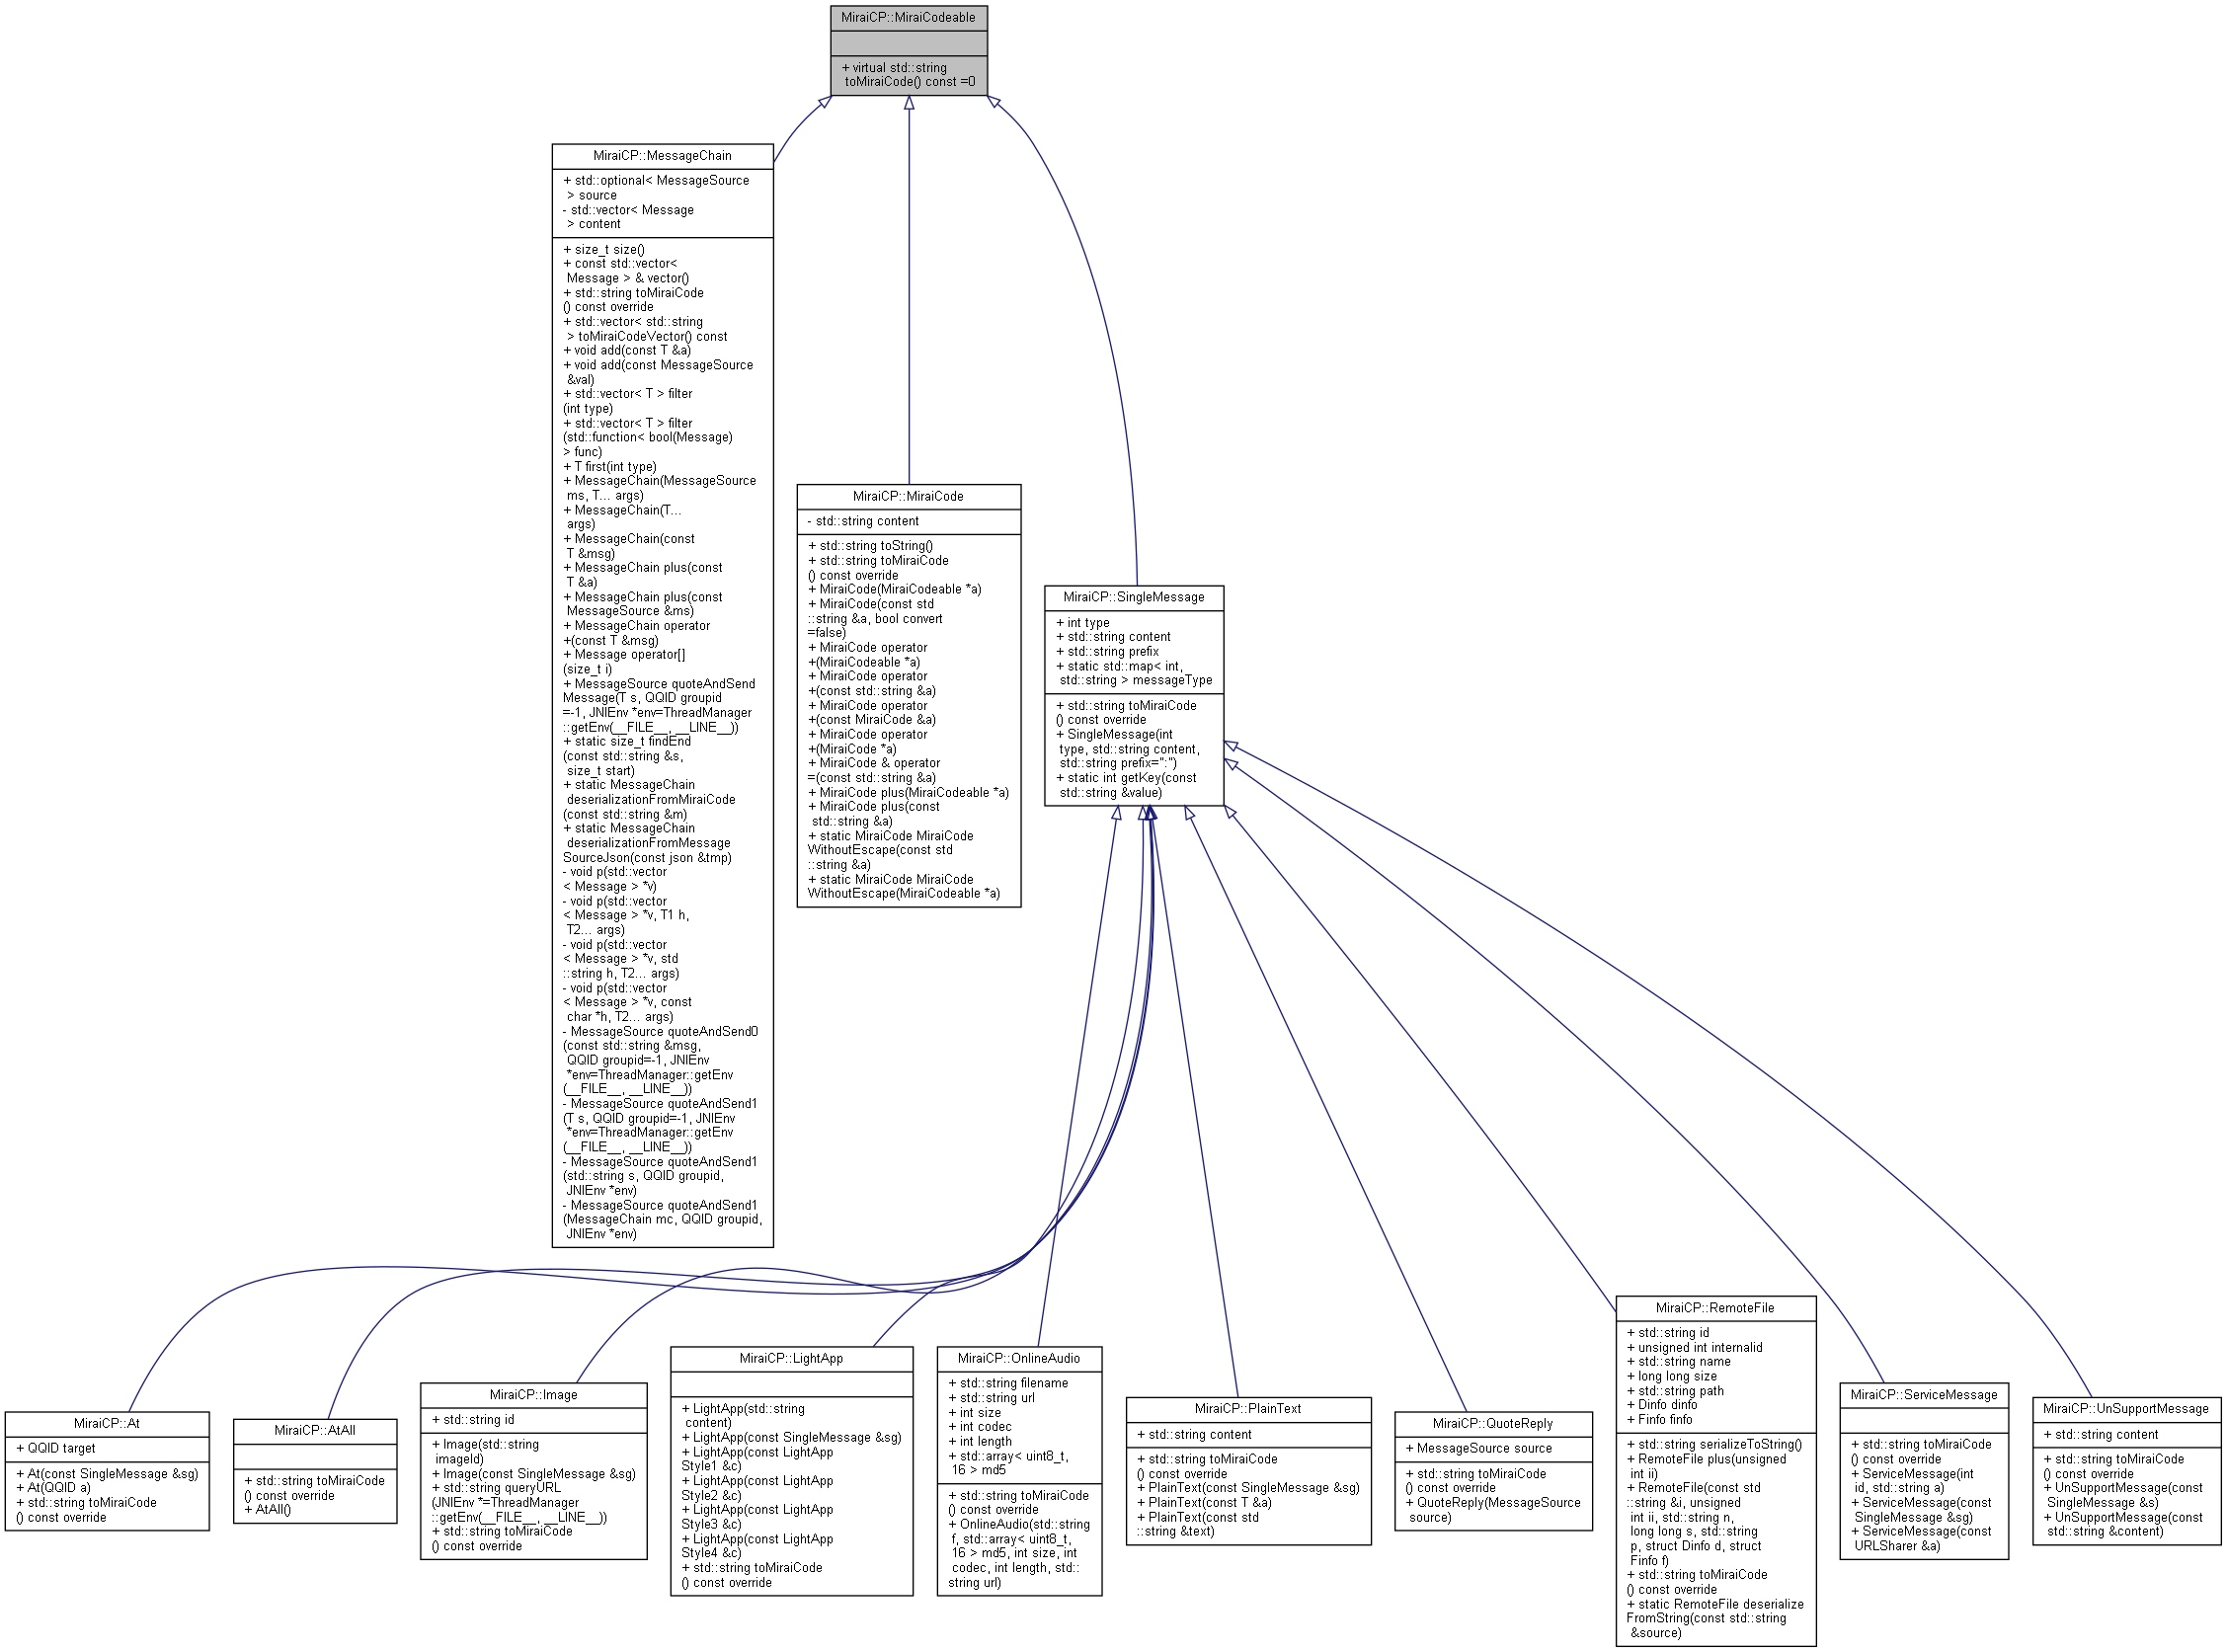 MiraiCP::MiraiCodeable
+ virtual std::string
toMiraiCode() const =0
MiraiCP::MessageChain
+ std::optional< MessageSource
> source
- std::vector< Message
> content
+ size_t size()
+ const std::vector<
Message > & vector()
+ std::string toMiraiCode
() const override
+ std::vector< std::string
> toMiraiCodeVector() const
+ void add(const T &a)
+ void add(const MessageSource
&val)
+ std::vector< T > filter
(int type)
+ std::vector< T > filter
(std::function< bool(Message)
> func)
+ T first(int type)
+ MessageChain(MessageSource
ms, T... args)
+ MessageChain(T...
args)
+ MessageChain(const
T &msg)
+ MessageChain plus(const
T &a)
+ MessageChain plus(const
MessageSource &ms)
+ MessageChain operator
+(const T &msg)
+ Message operator[]
(size_t i)
+ MessageSource quoteAndSend
Message(T s, QQID groupid
=-1, JNIEnv *env=ThreadManager
::getEnv(__FILE__, __LINE__))
+ static size_t findEnd
(const std::string &s,
size_t start)
+ static MessageChain
deserializationFromMiraiCode
(const std::string &m)
+ static MessageChain
deserializationFromMessage
SourceJson(const json &tmp)
- void p(std::vector
< Message > *v)
- void p(std::vector
< Message > *v, T1 h,
T2... args)
- void p(std::vector
< Message > *v, std
::string h, T2... args)
- void p(std::vector
< Message > *v, const
char *h, T2... args)
- MessageSource quoteAndSend0
(const std::string &msg,
QQID groupid=-1, JNIEnv
*env=ThreadManager::getEnv
(__FILE__, __LINE__))
- MessageSource quoteAndSend1
(T s, QQID groupid=-1, JNIEnv
*env=ThreadManager::getEnv
(__FILE__, __LINE__))
- MessageSource quoteAndSend1
(std::string s, QQID groupid,
JNIEnv *env)
- MessageSource quoteAndSend1
(MessageChain mc, QQID groupid,
JNIEnv *env)
MiraiCP::MiraiCode
- std::string content
+ std::string toString()
+ std::string toMiraiCode
() const override
+ MiraiCode(MiraiCodeable *a)
+ MiraiCode(const std
::string &a, bool convert
=false)
+ MiraiCode operator
+(MiraiCodeable *a)
+ MiraiCode operator
+(const std::string &a)
+ MiraiCode operator
+(const MiraiCode &a)
+ MiraiCode operator
+(MiraiCode *a)
+ MiraiCode & operator
=(const std::string &a)
+ MiraiCode plus(MiraiCodeable *a)
+ MiraiCode plus(const
std::string &a)
+ static MiraiCode MiraiCode
WithoutEscape(const std
::string &a)
+ static MiraiCode MiraiCode
WithoutEscape(MiraiCodeable *a)
MiraiCP::SingleMessage
+ int type
+ std::string content
+ std::string prefix
+ static std::map< int,
std::string > messageType
+ std::string toMiraiCode
() const override
+ SingleMessage(int
type, std::string content,
std::string prefix=":")
+ static int getKey(const
std::string &value)
MiraiCP::At
+ QQID target
+ At(const SingleMessage &sg)
+ At(QQID a)
+ std::string toMiraiCode
() const override
MiraiCP::AtAll
+ std::string toMiraiCode
() const override
+ AtAll()
MiraiCP::Image
+ std::string id
+ Image(std::string
imageId)
+ Image(const SingleMessage &sg)
+ std::string queryURL
(JNIEnv *=ThreadManager
::getEnv(__FILE__, __LINE__))
+ std::string toMiraiCode
() const override
MiraiCP::LightApp
+ LightApp(std::string
content)
+ LightApp(const SingleMessage &sg)
+ LightApp(const LightApp
Style1 &c)
+ LightApp(const LightApp
Style2 &c)
+ LightApp(const LightApp
Style3 &c)
+ LightApp(const LightApp
Style4 &c)
+ std::string toMiraiCode
() const override
MiraiCP::OnlineAudio
+ std::string filename
+ std::string url
+ int size
+ int codec
+ int length
+ std::array< uint8_t,
16 > md5
+ std::string toMiraiCode
() const override
+ OnlineAudio(std::string
f, std::array< uint8_t,
16 > md5, int size, int
codec, int length, std::
string url)
MiraiCP::PlainText
+ std::string content
+ std::string toMiraiCode
() const override
+ PlainText(const SingleMessage &sg)
+ PlainText(const T &a)
+ PlainText(const std
::string &text)
MiraiCP::QuoteReply
+ MessageSource source
+ std::string toMiraiCode
() const override
+ QuoteReply(MessageSource
source)
MiraiCP::RemoteFile
+ std::string id
+ unsigned int internalid
+ std::string name
+ long long size
+ std::string path
+ Dinfo dinfo
+ Finfo finfo
+ std::string serializeToString()
+ RemoteFile plus(unsigned
int ii)
+ RemoteFile(const std
::string &i, unsigned
int ii, std::string n,
long long s, std::string
p, struct Dinfo d, struct
Finfo f)
+ std::string toMiraiCode
() const override
+ static RemoteFile deserialize
FromString(const std::string
&source)
MiraiCP::ServiceMessage
+ std::string toMiraiCode
() const override
+ ServiceMessage(int
id, std::string a)
+ ServiceMessage(const
SingleMessage &sg)
+ ServiceMessage(const
URLSharer &a)
MiraiCP::UnSupportMessage
+ std::string content
+ std::string toMiraiCode
() const override
+ UnSupportMessage(const
SingleMessage &s)
+ UnSupportMessage(const
std::string &content)